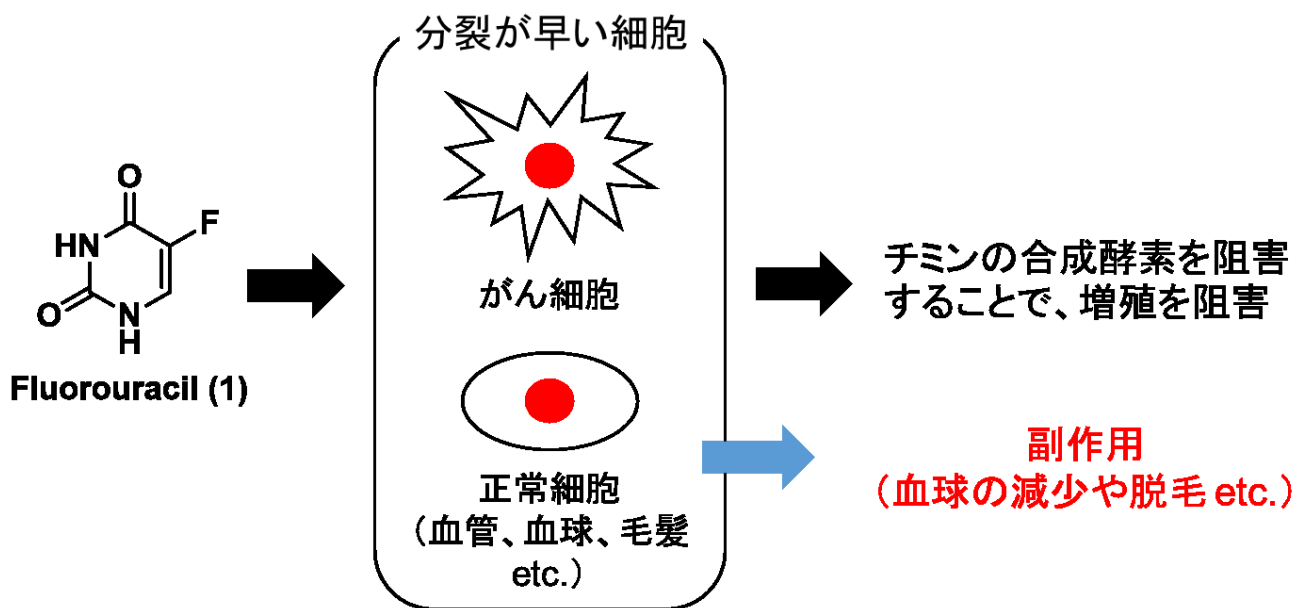 分裂が早い細胞
O
F
HN
O
N
H
Fluorouracil (1)
がん細胞
正常細胞
（血管、血球、毛髪
etc.）
チミンの合成酵素を阻害
することで、増殖を阻害
副作用
（血球の減少や脱毛 etc.）